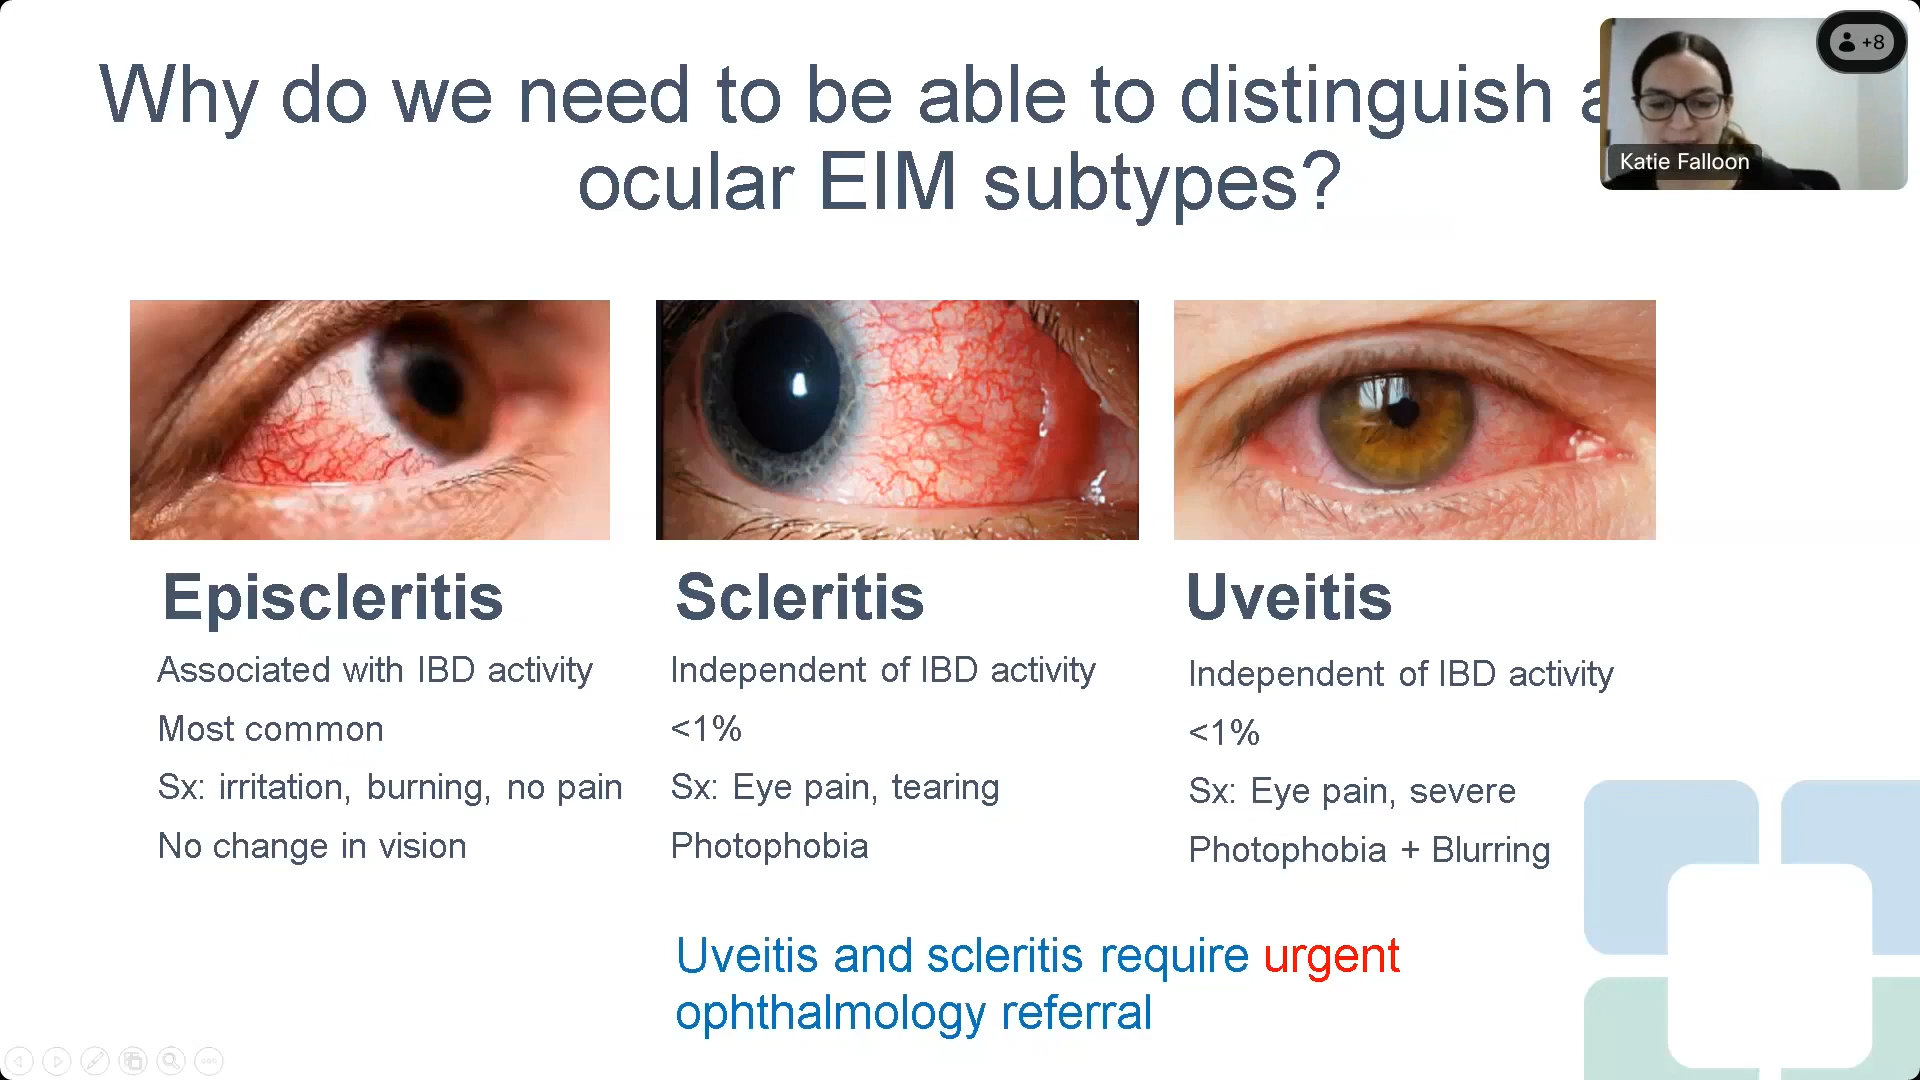 Why do we need to be able to distinguish
ocular EIM subtypes?
+8
Katie Falloon
Episcleritis
Associated with IBD activity
Most common
Sx: irritation, burning, no pain
No change in vision
Scleritis
Independent of IBD activity
<1%
Sx: Eye pain, tearing
Photophobia
Uveitis
Independent of IBD activity
<1%
Sx: Eye pain, severe
Photophobia + Blurring
Uveitis and scleritis require urgent
ophthalmology referral